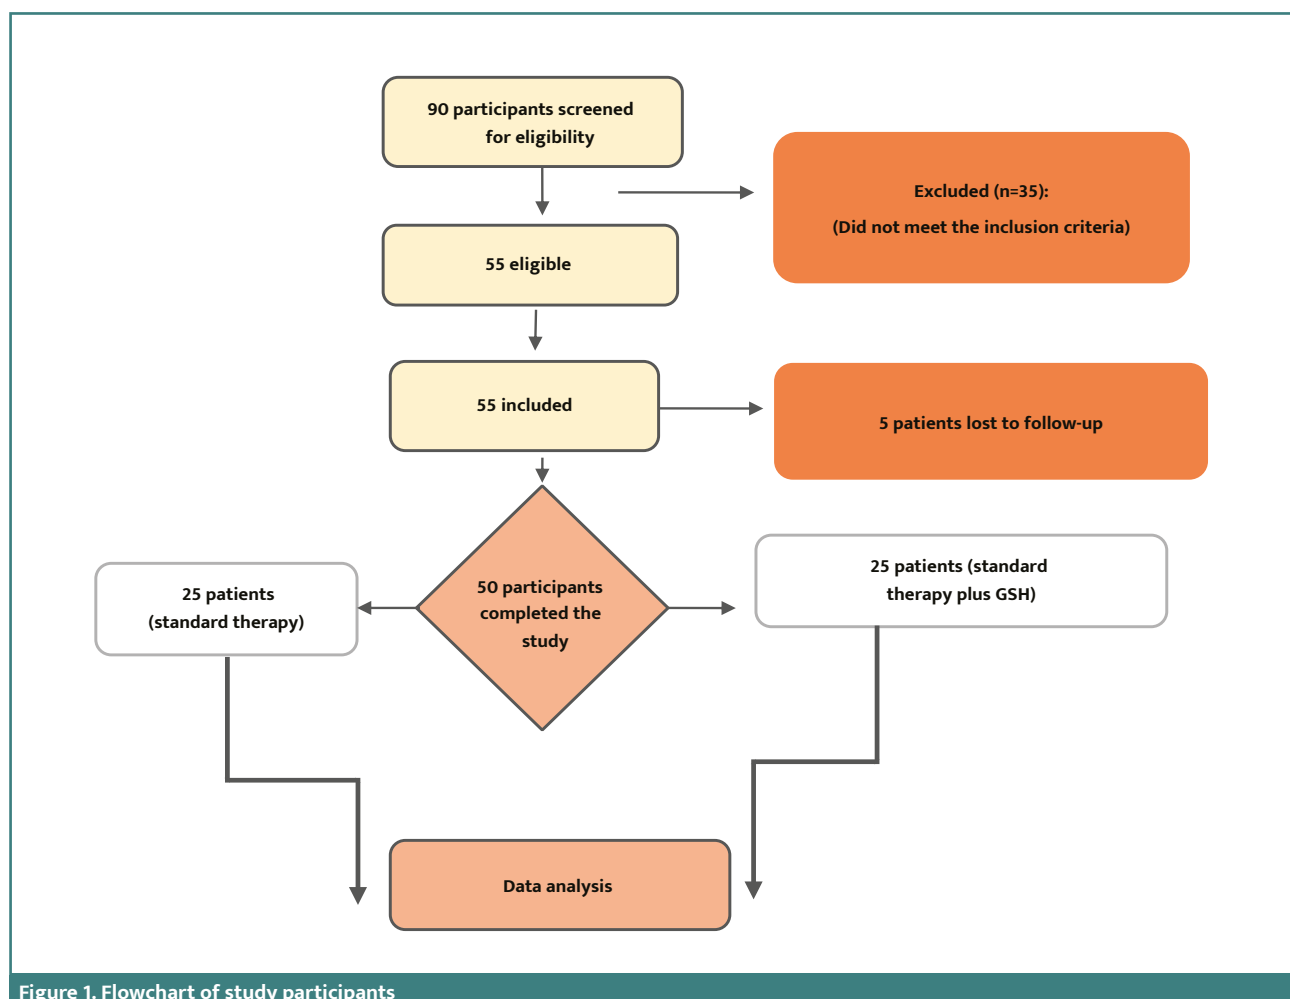 90 participants screened
for eligibility
Excluded (n=35):
(Did not meet the inclusion criteria)
55 eligible
55 included
5 patients lost to follow-up
50 participants
completed the
study
25 patients
(standard therapy)
25 patients (standard
therapy plus GSH)
Data analysis
Figure 1. Flowchart of study participants